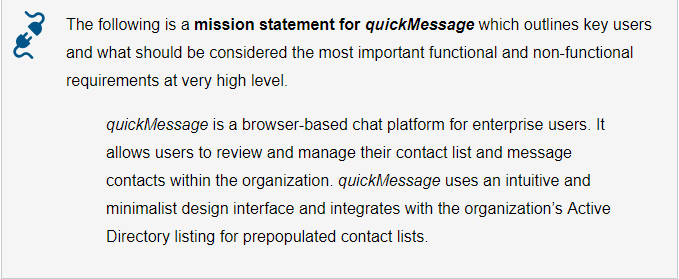 The following is a mission statement for quickMessage which outlines key users
and what should be considered the most important functional and non-functional
requirements at very high level.
quickMessage is a browser-based chat platform for enterprise users. It
allows users to review and manage their contact list and message
contacts within the organization. quickMessage uses an intuitive and
minimalist design interface and integrates with the organization's Active
Directory listing for prepopulated contact lists.